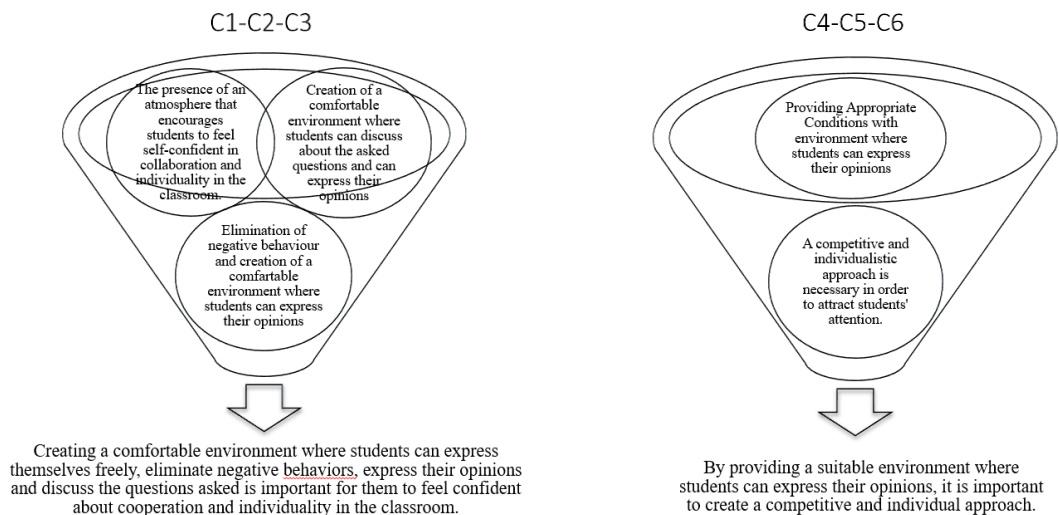 C1-C2-C3
The presence of an
atmosphere that
encourages
students to feel
self-confident in
collaboration and
individuality in the
classroom.
Creation of a
comfortable
environment where
students can discuss
about the asked
questions and can
express their
opinions
Elimination of
negative behaviour
and creation of a
comfartable
environment where
students can express
their opinions
Creating a comfortable environment where students can express
themselves freely, eliminate negative behaviors, express their opinions
and discuss the questions asked is important for them to feel confident
about cooperation and individuality in the classroom.
C4-C5-C6
Providing Appropriate
Conditions with
environment where
students can express
their opinions
A competitive and
individualistic
approach is
necessary in order
to attract students'
attention.
By providing a suitable environment where
students can express their opinions, it is important
to create a competitive and individual approach.